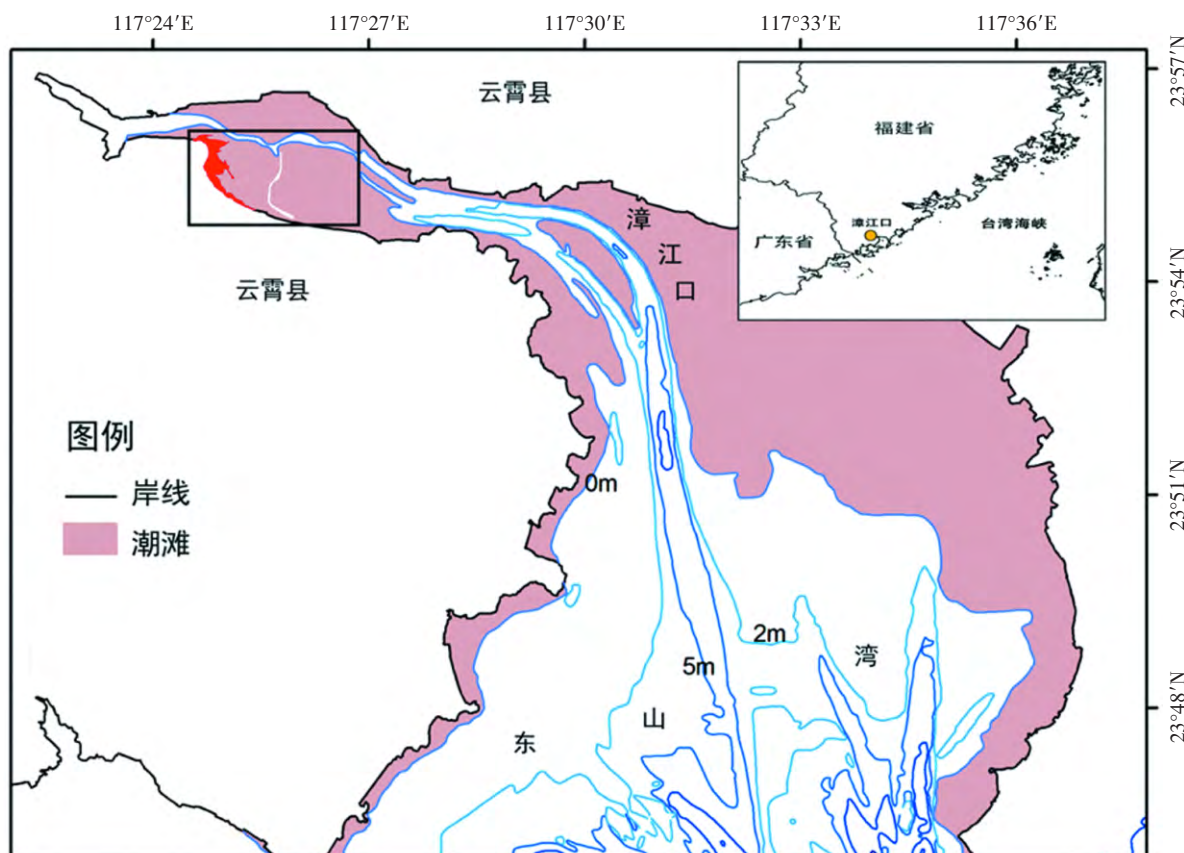 117°24′E
117°27′E
117°30′E
117°33′E
117°36′E
23°57′N
云霄县
福建省
漳江口
广东省
台湾海峡
漳
江
口
云霄县
23°54′N
图例
岸线
潮滩
0m
23°51′N
2m
5m
湾
山
东
23°48′N